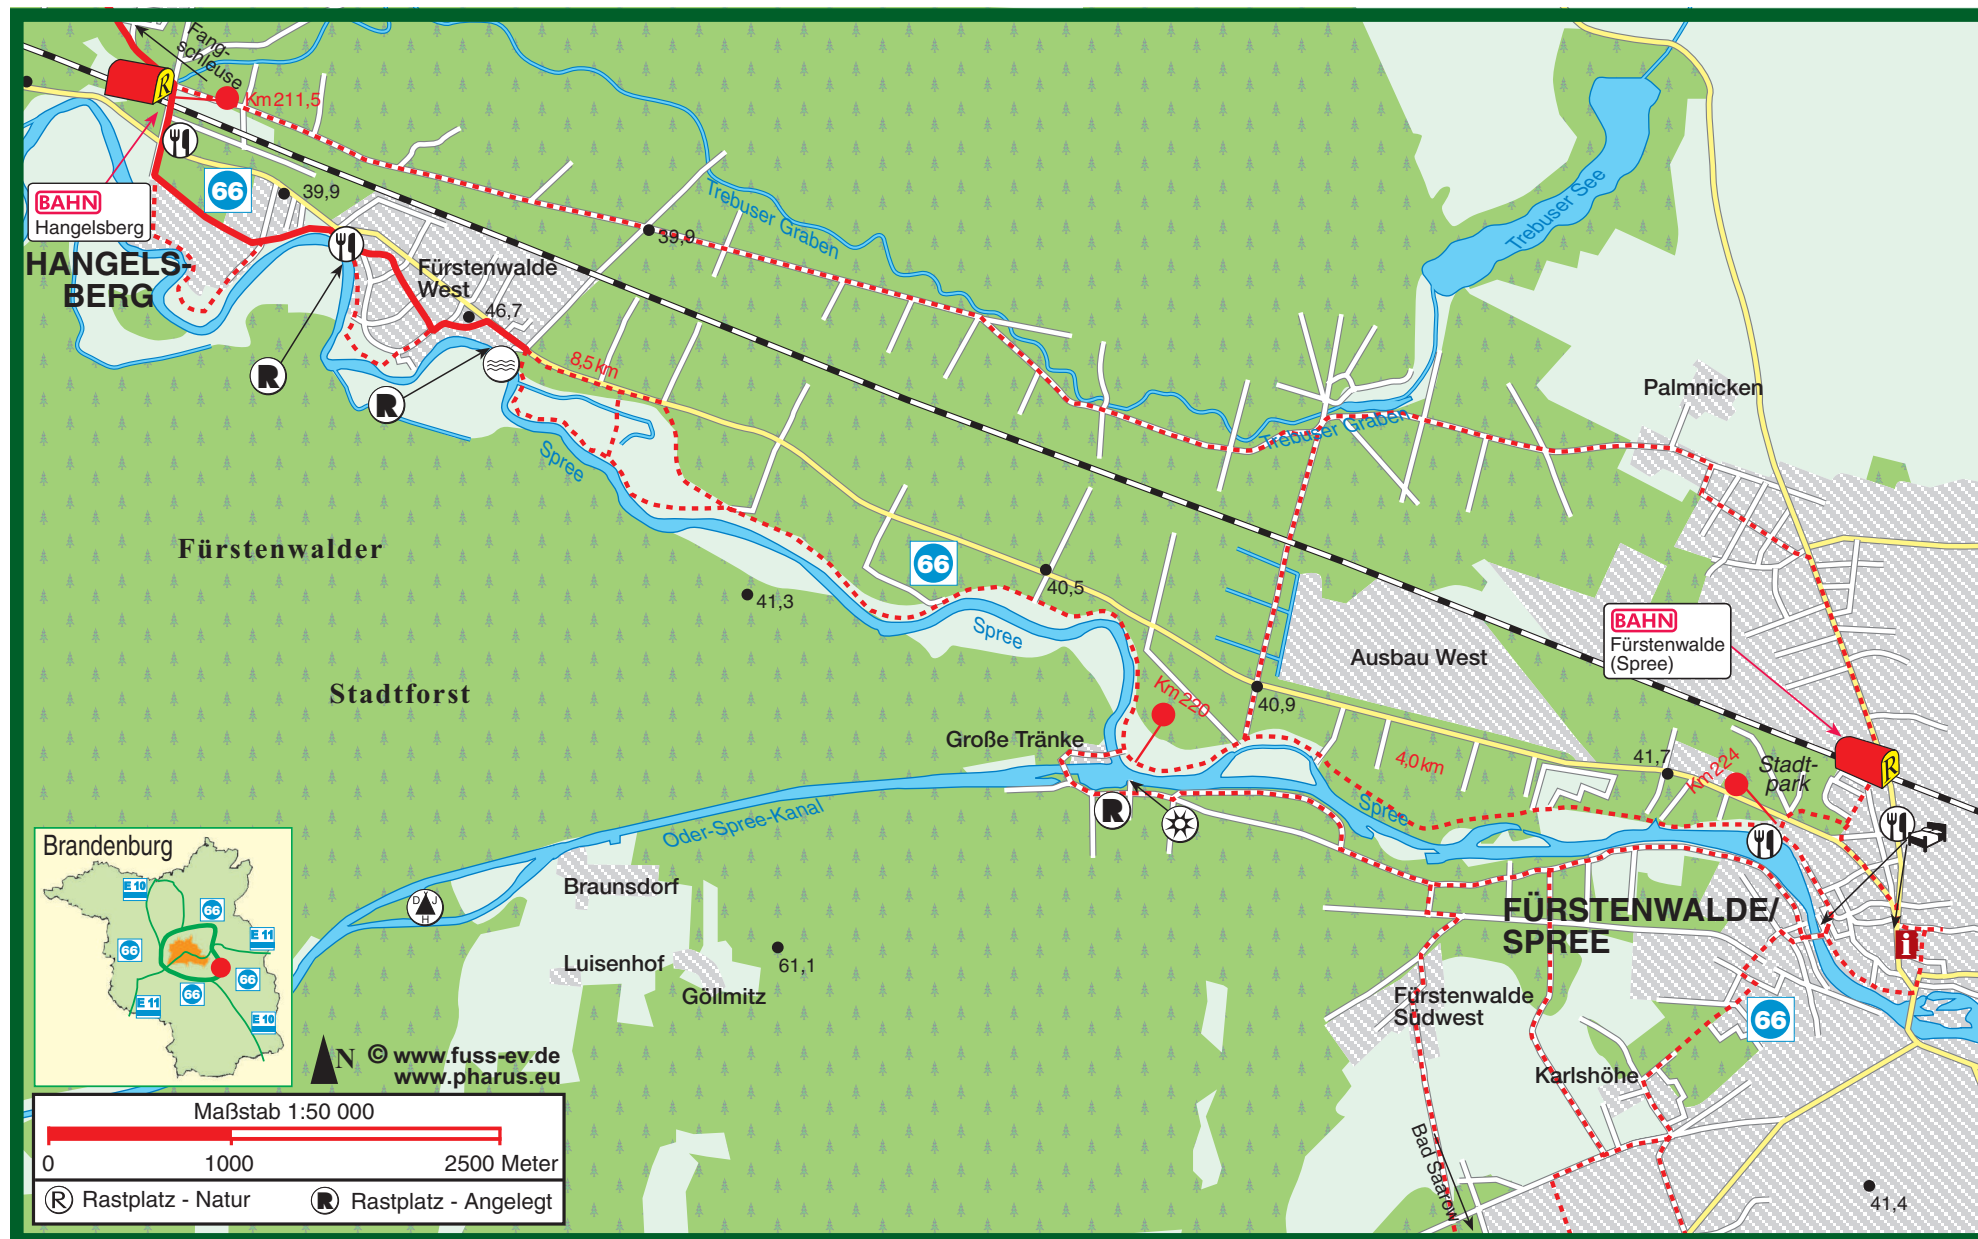 Fang-
schleuse
R
Km 211,5
66
39,9
BAHN
Hangelsberg
HANGELS-
BERG
39,9
Trebuser Graben
Trebuser See
Fürstenwalde
West
46,7
R
R
8,5 km
Palmnicken
Trebuser Graben
Spree
Fürstenwalder
66
41,3
40,5
Spree
BAHN
Fürstenwalde
(Spree)
Ausbau West
Stadtforst
Km 220
40,9
Große Tränke
4,0 km
41,7
Km 224
Stadt-
park
R
R
Spree
Oder-Spree-Kanal
Brandenburg
E 10
66
E 11
66
66
66
E 11
E 10
Braunsdorf
D J
H
FÜRSTENWALDE/
SPREE
i
Luisenhof
61,1
Göllmitz
Fürstenwalde
Südwest
66
N
© www.fuss-ev.de
www.pharus.eu
Karlshöhe
Maßstab 1:50 000
0 1000 2500 Meter
R Rastplatz - Natur R Rastplatz - Angelegt
Bad Saarow
41,4